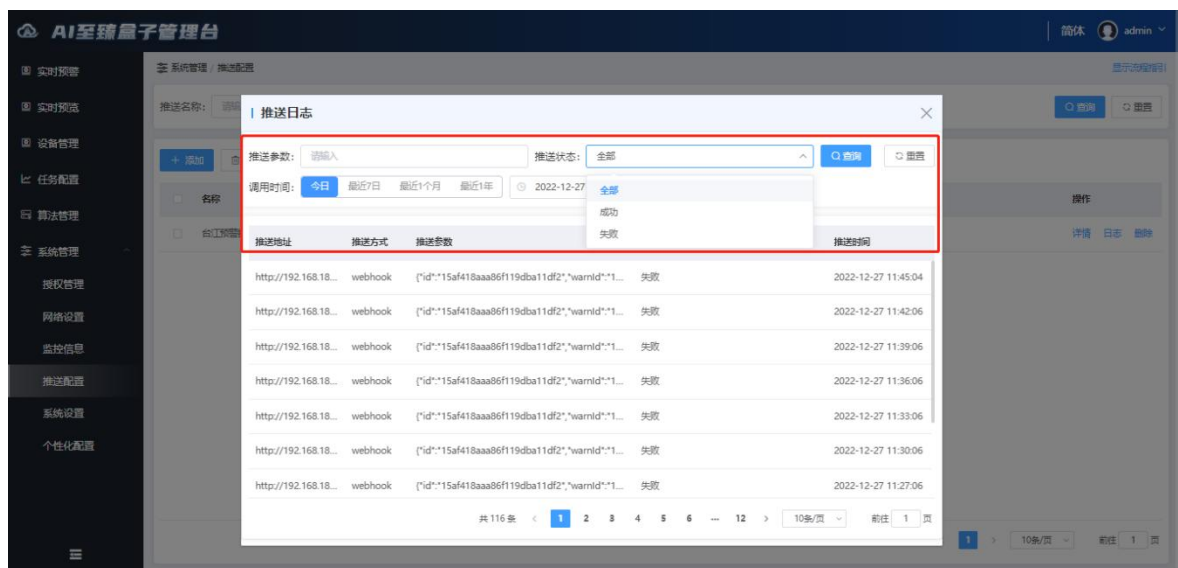 AI至臻盒子管理台
简体 admin
实时预警
系统管理 / 推送配置
显示流程指引
实时预览
推送名称:
查询 重置
推送日志
设备管理
+ 添加
推送参数: 请输入 推送状态: 全部 查询 重置
任务配置
调用时间: 今日 最近7日 最近1个月 最近1年 2022-12-27
全部
成功
失败
名称 操作
算法管理
详情 日志 删除
系统管理
推送地址 推送方式 推送参数 推送时间
授权管理
http://192.168.18... webhook {"id":"15af418aaa86f119dba11df2","warnId":"1... 失败 2022-12-27 11:45:04
网络设置
http://192.168.18... webhook {"id":"15af418aaa86f119dba11df2","warnId":"1... 失败 2022-12-27 11:42:06
监控信息
http://192.168.18... webhook {"id":"15af418aaa86f119dba11df2","warnId":"1... 失败 2022-12-27 11:39:06
推送配置
http://192.168.18... webhook {"id":"15af418aaa86f119dba11df2","warnId":"1... 失败 2022-12-27 11:36:06
系统设置
http://192.168.18... webhook {"id":"15af418aaa86f119dba11df2","warnId":"1... 失败 2022-12-27 11:33:06
个性化配置
http://192.168.18... webhook {"id":"15af418aaa86f119dba11df2","warnId":"1... 失败 2022-12-27 11:30:06
http://192.168.18... webhook {"id":"15af418aaa86f119dba11df2","warnId":"1... 失败 2022-12-27 11:27:06
共116条 < 1 2 3 4 5 6 ... 12 > 10条/页 前往 1 页
1 > 10条/页 前往 1 页